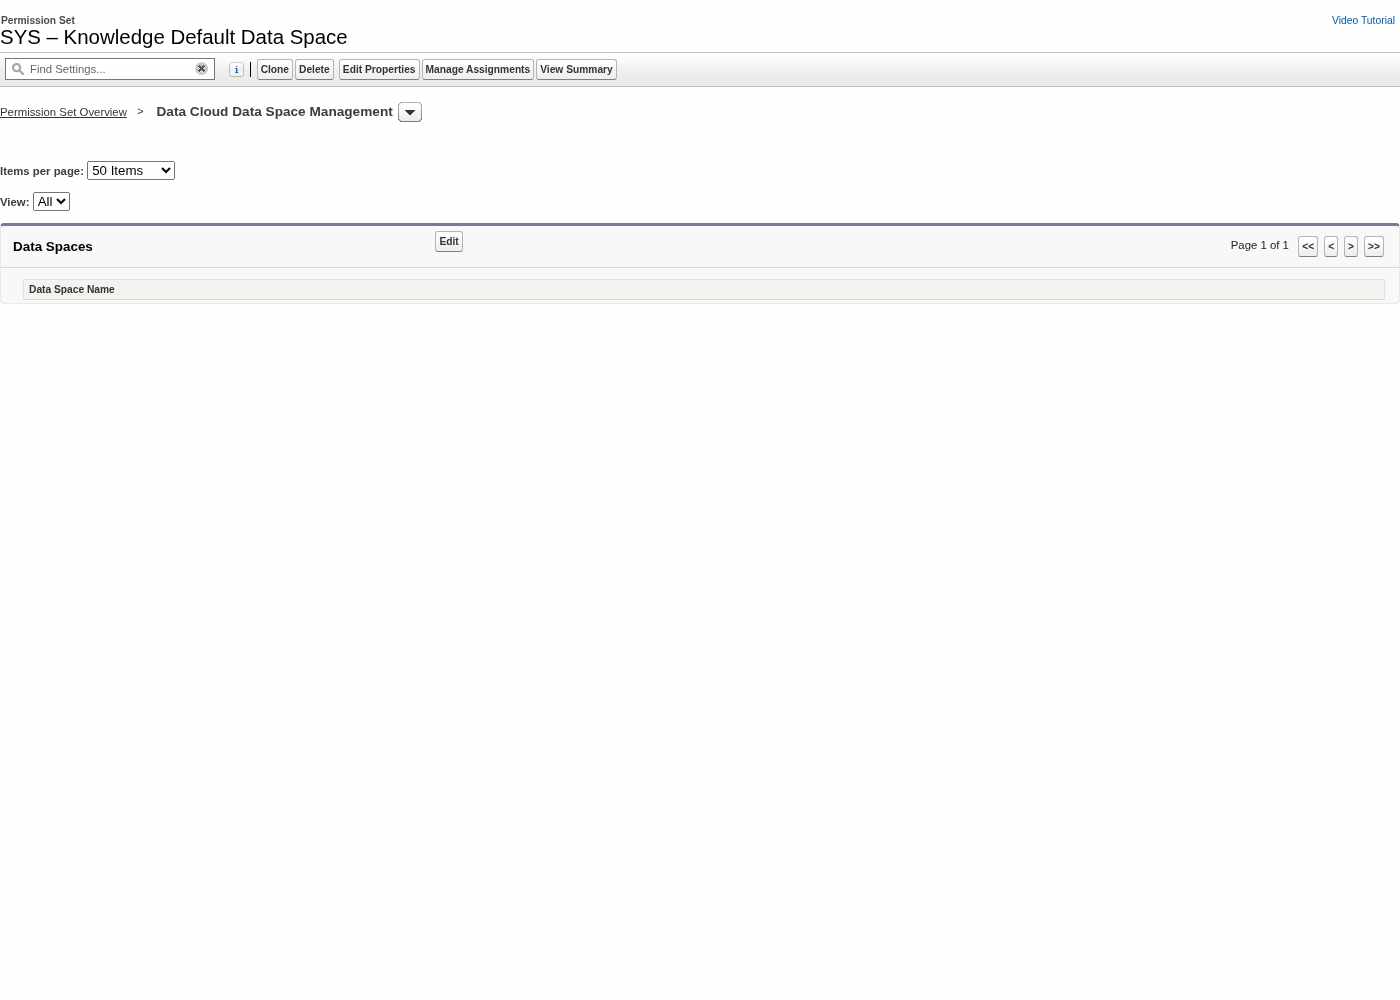 Permission Set
Video Tutorial
SYS – Knowledge Default Data Space
Find Settings...
i
Clone
Delete
Edit Properties
Manage Assignments
View Summary
Permission Set Overview > Data Cloud Data Space Management
Items per page: 50 Items
View: All
Data Spaces
Edit
Page 1 of 1 << < > >>
Data Space Name